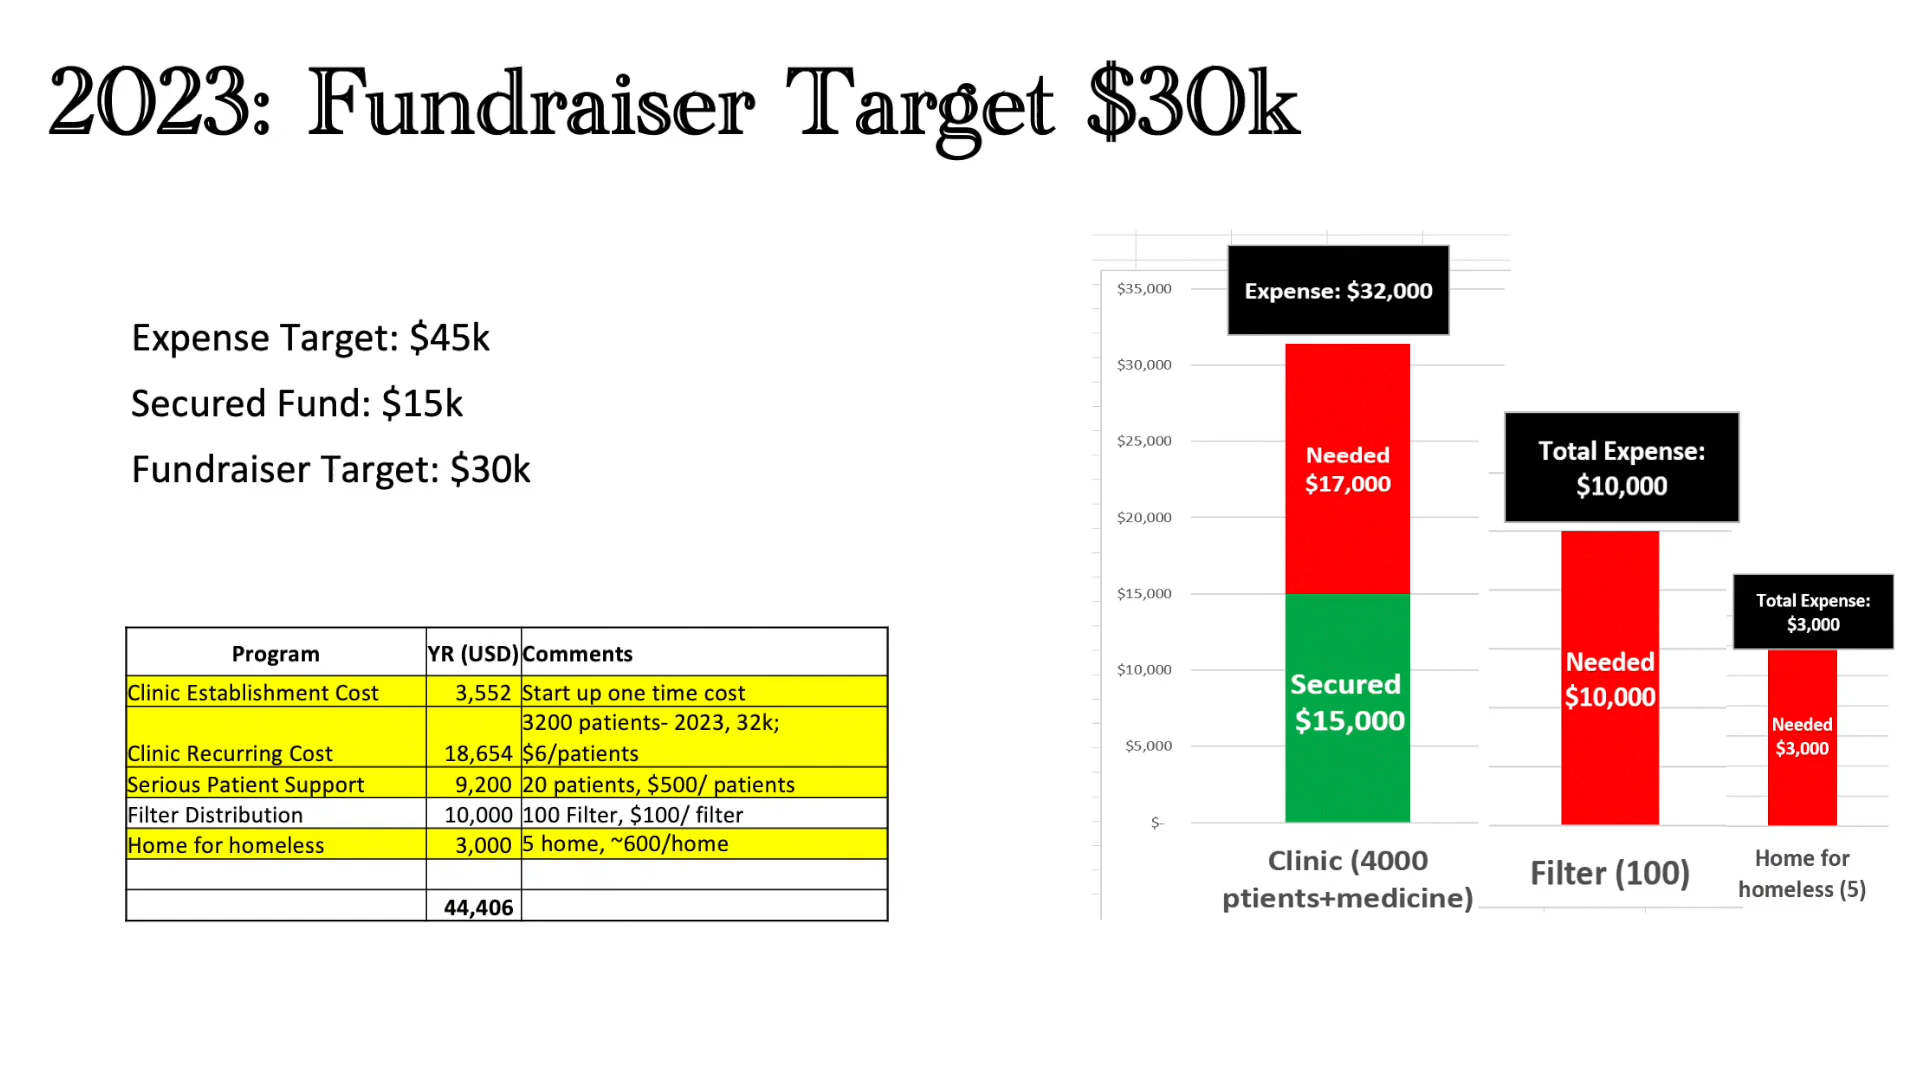 2023: Fundraiser Target $30k
Expense Target: $45k
Secured Fund: $15k
Fundraiser Target: $30k
Program YR (USD) Comments
Clinic Establishment Cost 3,552 Start up one time cost
3200 patients- 2023, 32k;
Clinic Recurring Cost 18,654 $6/patients
Serious Patient Support 9,200 20 patients, $500/ patients
Filter Distribution 10,000 100 Filter, $100/ filter
Home for homeless 3,000 5 home, ~600/home
44,406
$35,000
$30,000
$25,000
$20,000
$15,000
$10,000
$5,000
$-
Expense: $32,000
Needed
$17,000
Secured
$15,000
Clinic (4000
ptients+medicine)
Total Expense:
$10,000
Needed
$10,000
Filter (100)
Total Expense:
$3,000
Needed
$3,000
Home for
homeless (5)